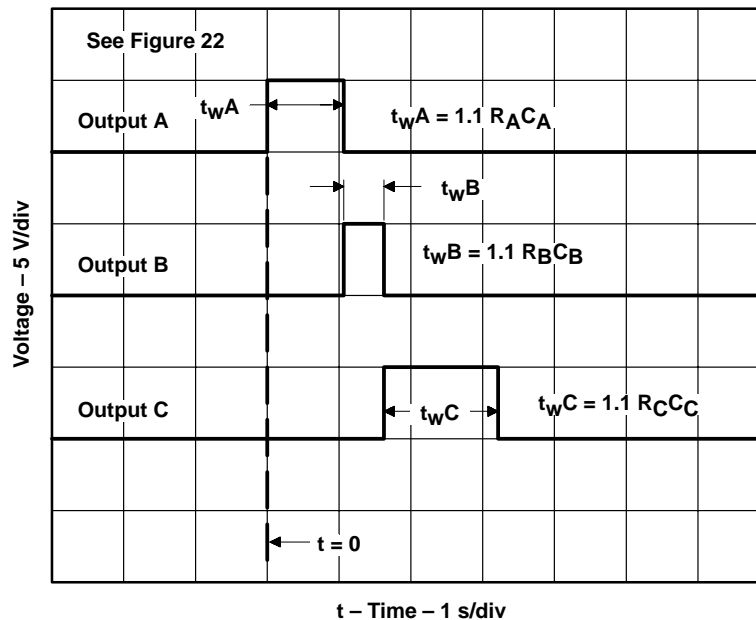 See Figure 22
twA
Output A
twA = 1.1 RACA
twB
Output B
twB = 1.1 RBCB
Output C
twC
twC = 1.1 RCCC
t = 0
Voltage – 5 V/div
t – Time – 1 s/div